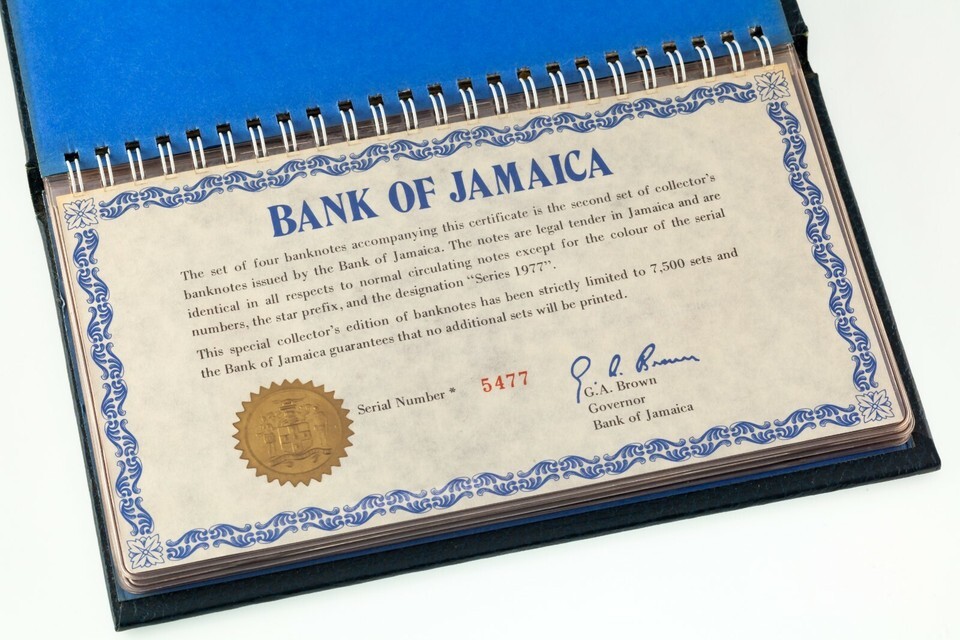 BANK OF JAMAICA
The set of four banknotes accompanying this certificate is the second set of collector's
banknotes issued by the Bank of Jamaica. The notes are legal tender in Jamaica and are
identical in all respects to normal circulating notes except for the colour of the serial
numbers, the star prefix, and the designation “Series 1977”.
This special collector's edition of banknotes has been strictly limited to 7,500 sets and
the Bank of Jamaica guarantees that no additional sets will be printed.
Serial Number * 5477
G. A. Brown
G.A. Brown
Governor
Bank of Jamaica